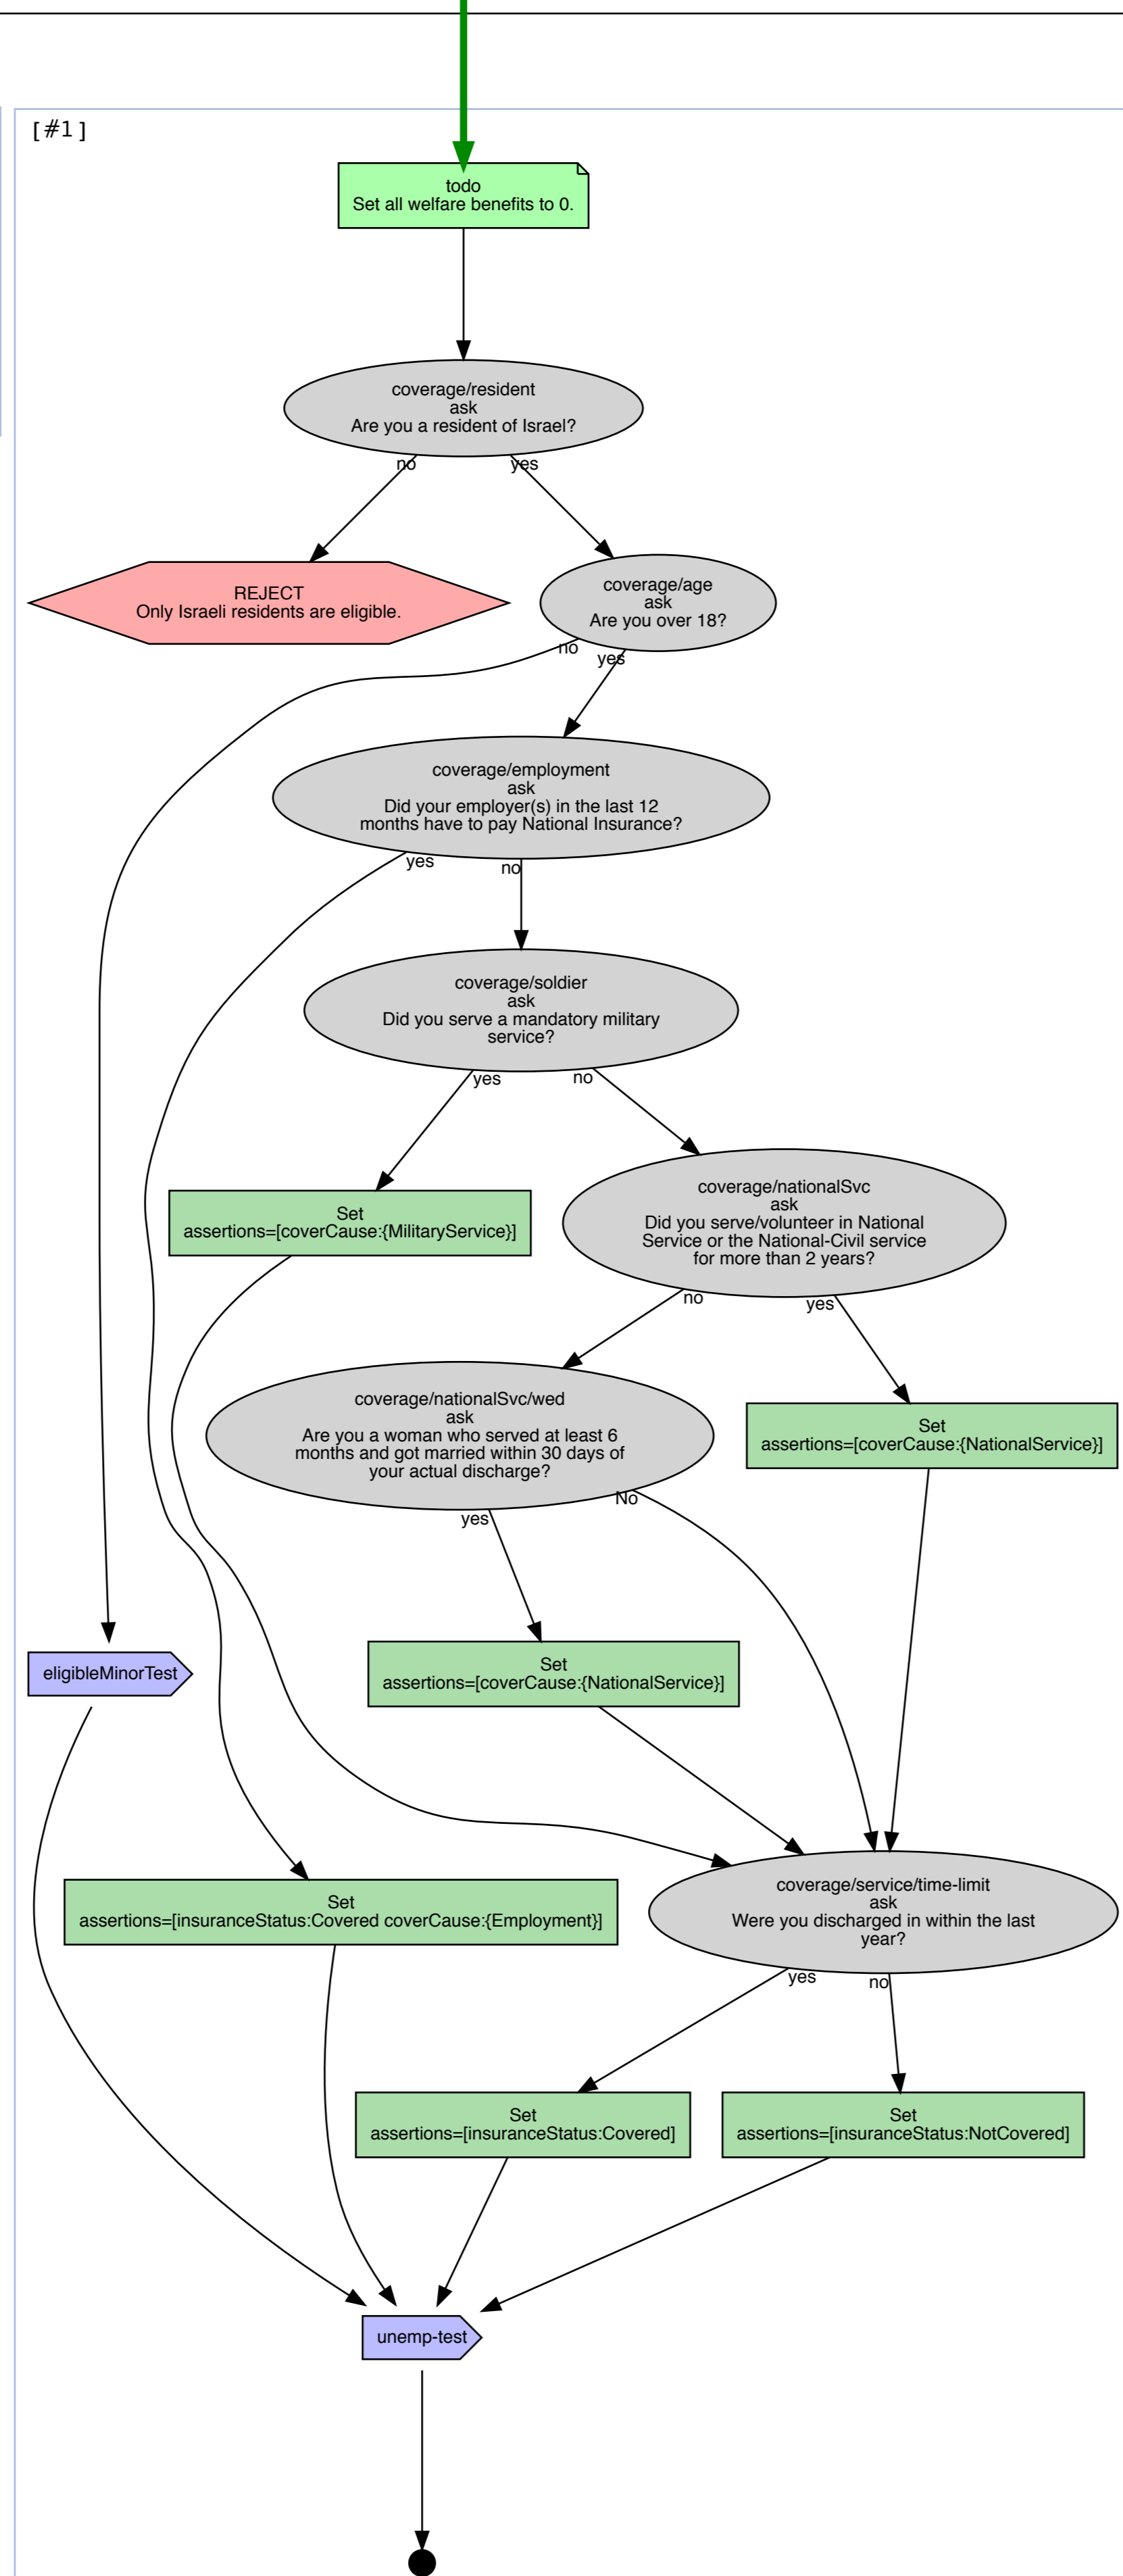 [#1]
todo
Set all welfare benefits to 0.
coverage/resident
ask
Are you a resident of Israel?
no
yes
REJECT
Only Israeli residents are eligible.
coverage/age
ask
Are you over 18?
no
yes
coverage/employment
ask
Did your employer(s) in the last 12
months have to pay National Insurance?
yes
no
coverage/soldier
ask
Did you serve a mandatory military
service?
yes
no
Set
assertions=[coverCause:{MilitaryService}]
coverage/nationalSvc
ask
Did you serve/volunteer in National
Service or the National-Civil service
for more than 2 years?
no
yes
coverage/nationalSvc/wed
ask
Are you a woman who served at least 6
months and got married within 30 days of
your actual discharge?
Set
assertions=[coverCause:{NationalService}]
yes
No
eligibleMinorTest
Set
assertions=[coverCause:{NationalService}]
Set
assertions=[insuranceStatus:Covered coverCause:{Employment}]
coverage/service/time-limit
ask
Were you discharged in within the last
year?
yes
no
Set
assertions=[insuranceStatus:Covered]
Set
assertions=[insuranceStatus:NotCovered]
unemp-test